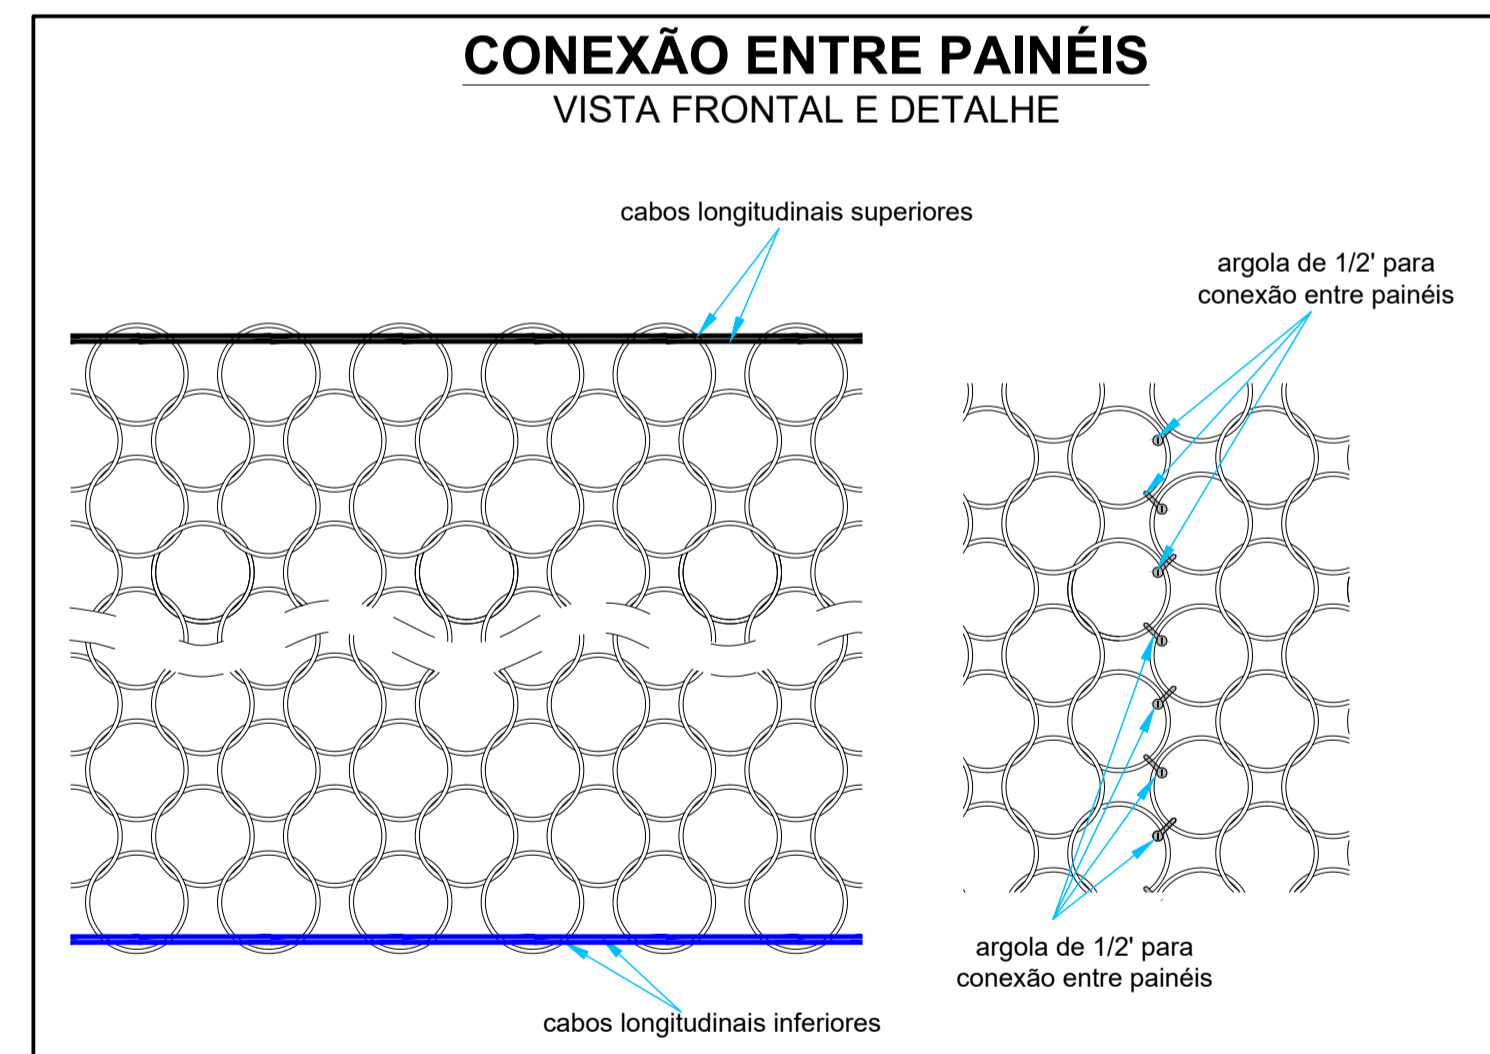 CONEXÃO ENTRE PAINÉIS
VISTA FRONTAL E DETALHE
cabos longitudinais superiores
argola de 1/2' para
conexão entre painéis
argola de 1/2' para
conexão entre painéis
cabos longitudinais inferiores